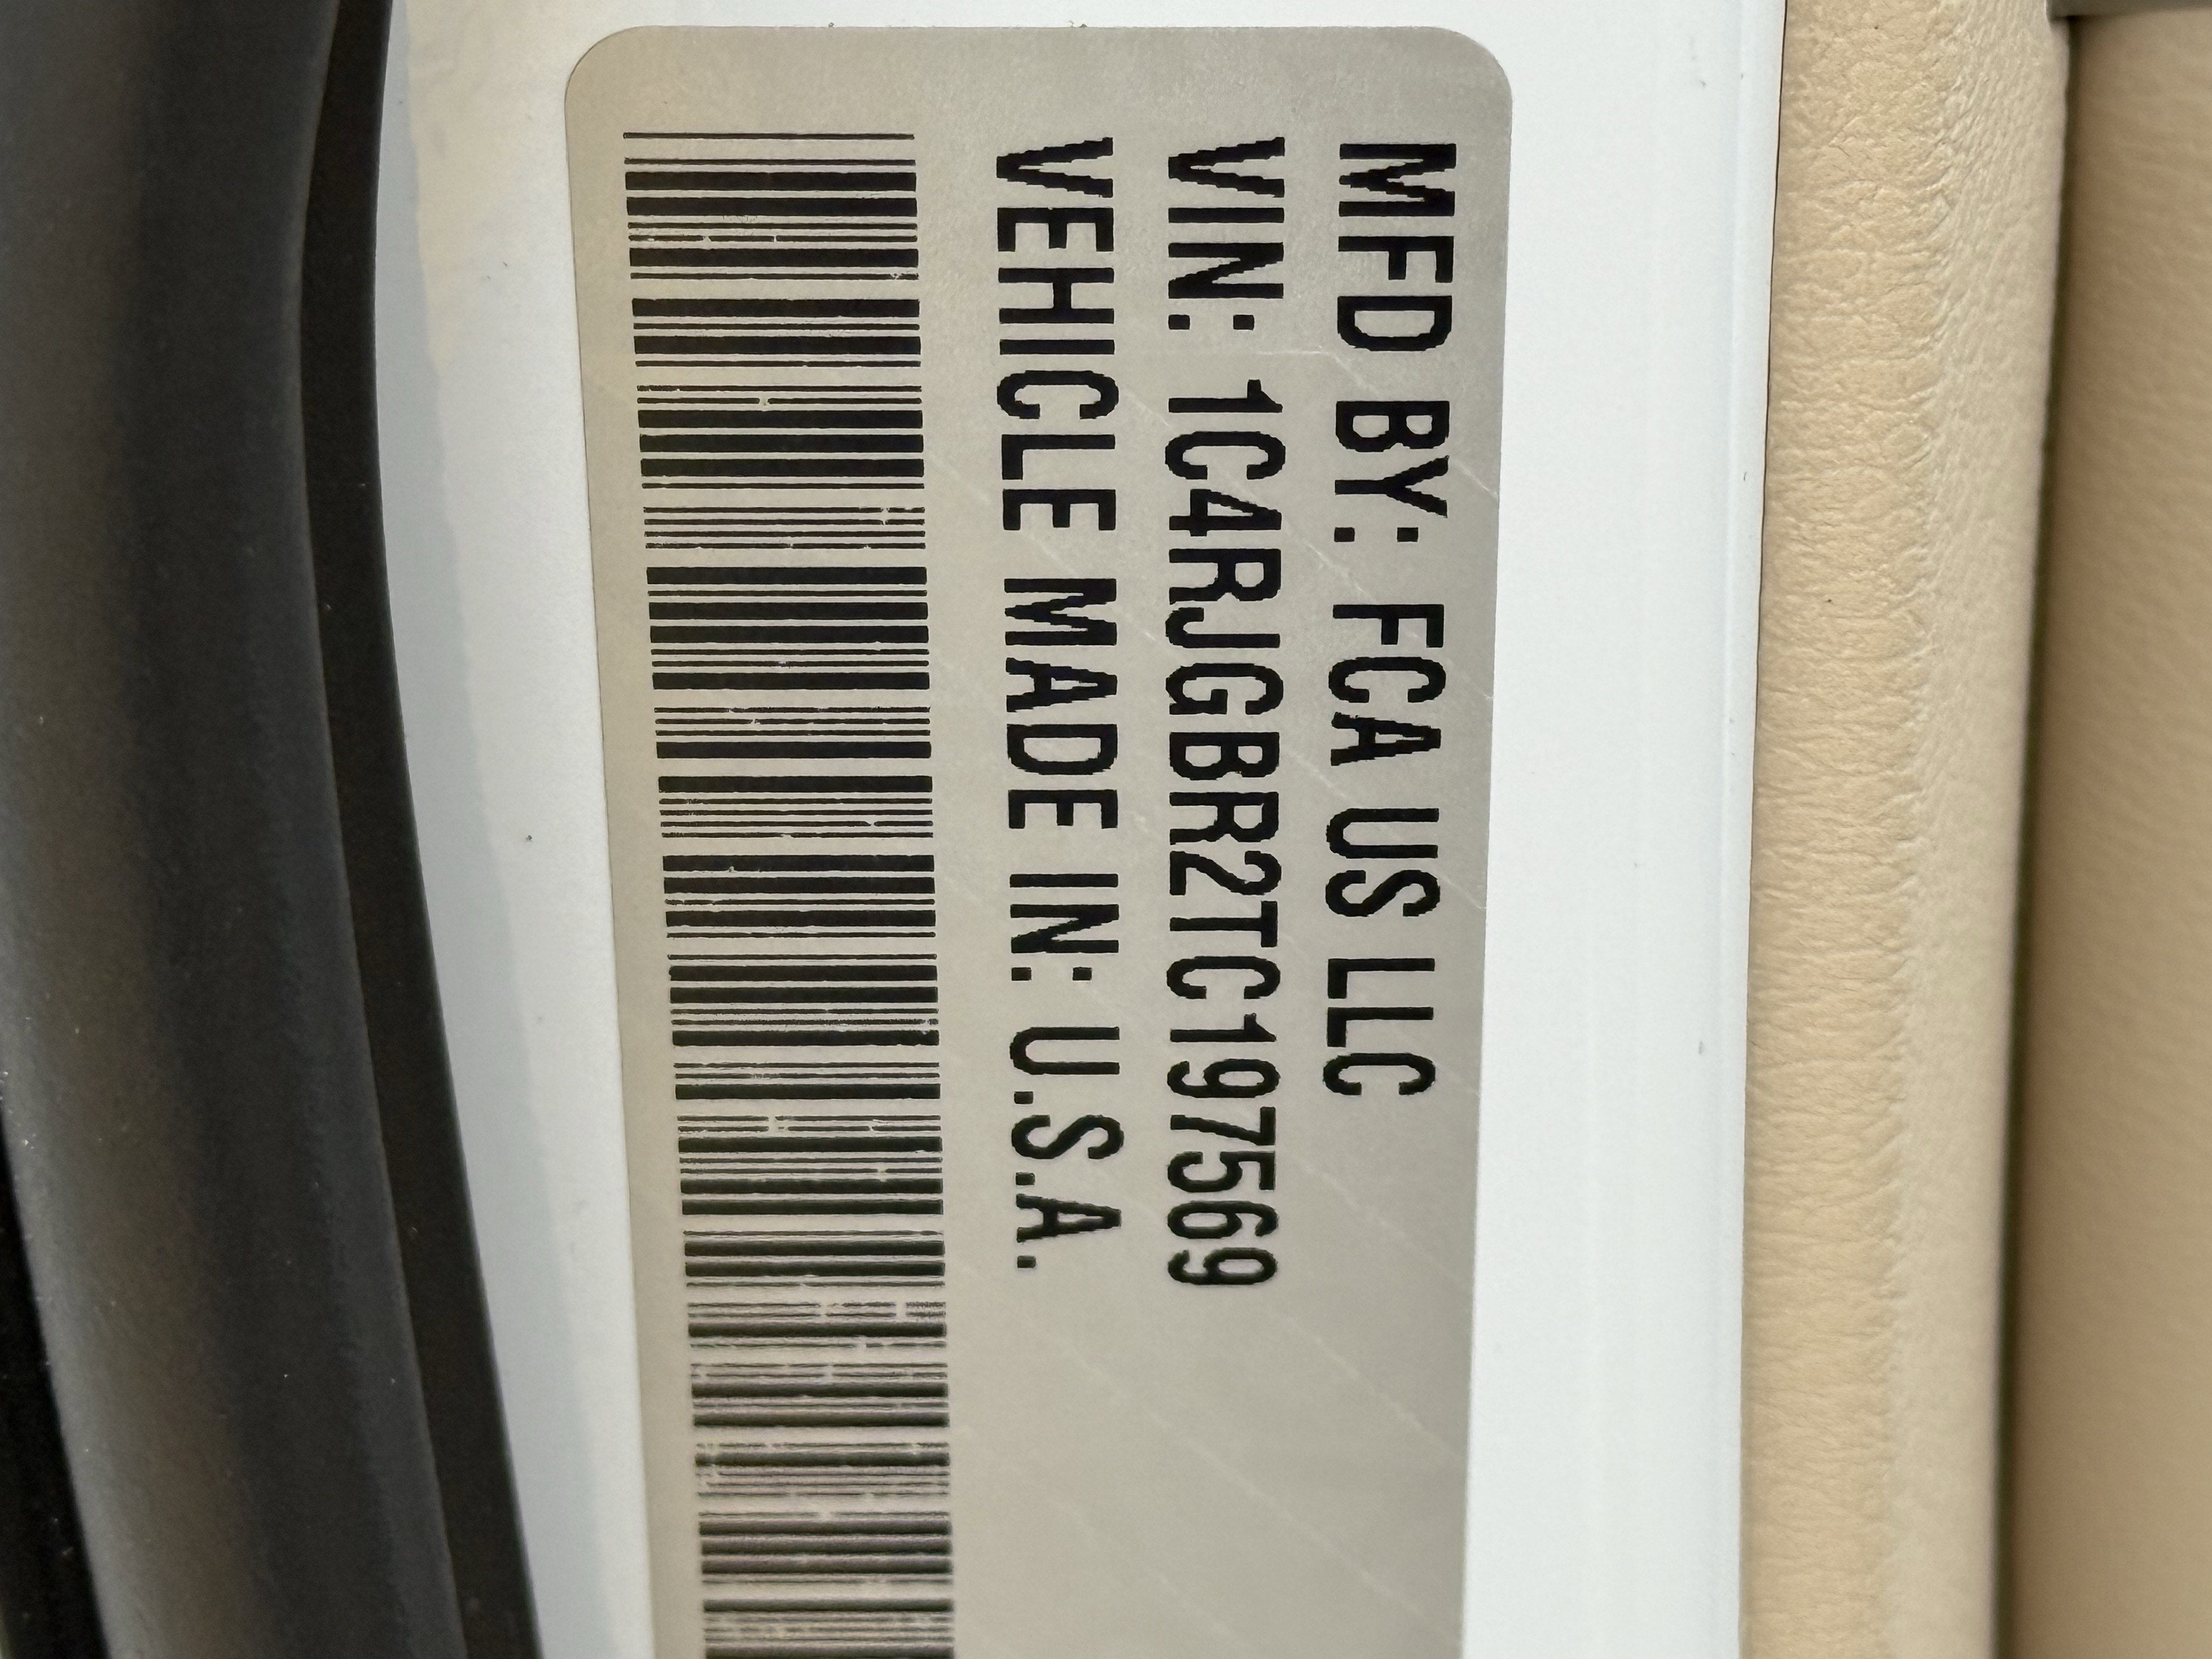 MFD BY: FCA US LLC
VIN: 1C4RJGBR2TC197569
VEHICLE MADE IN: U.S.A.